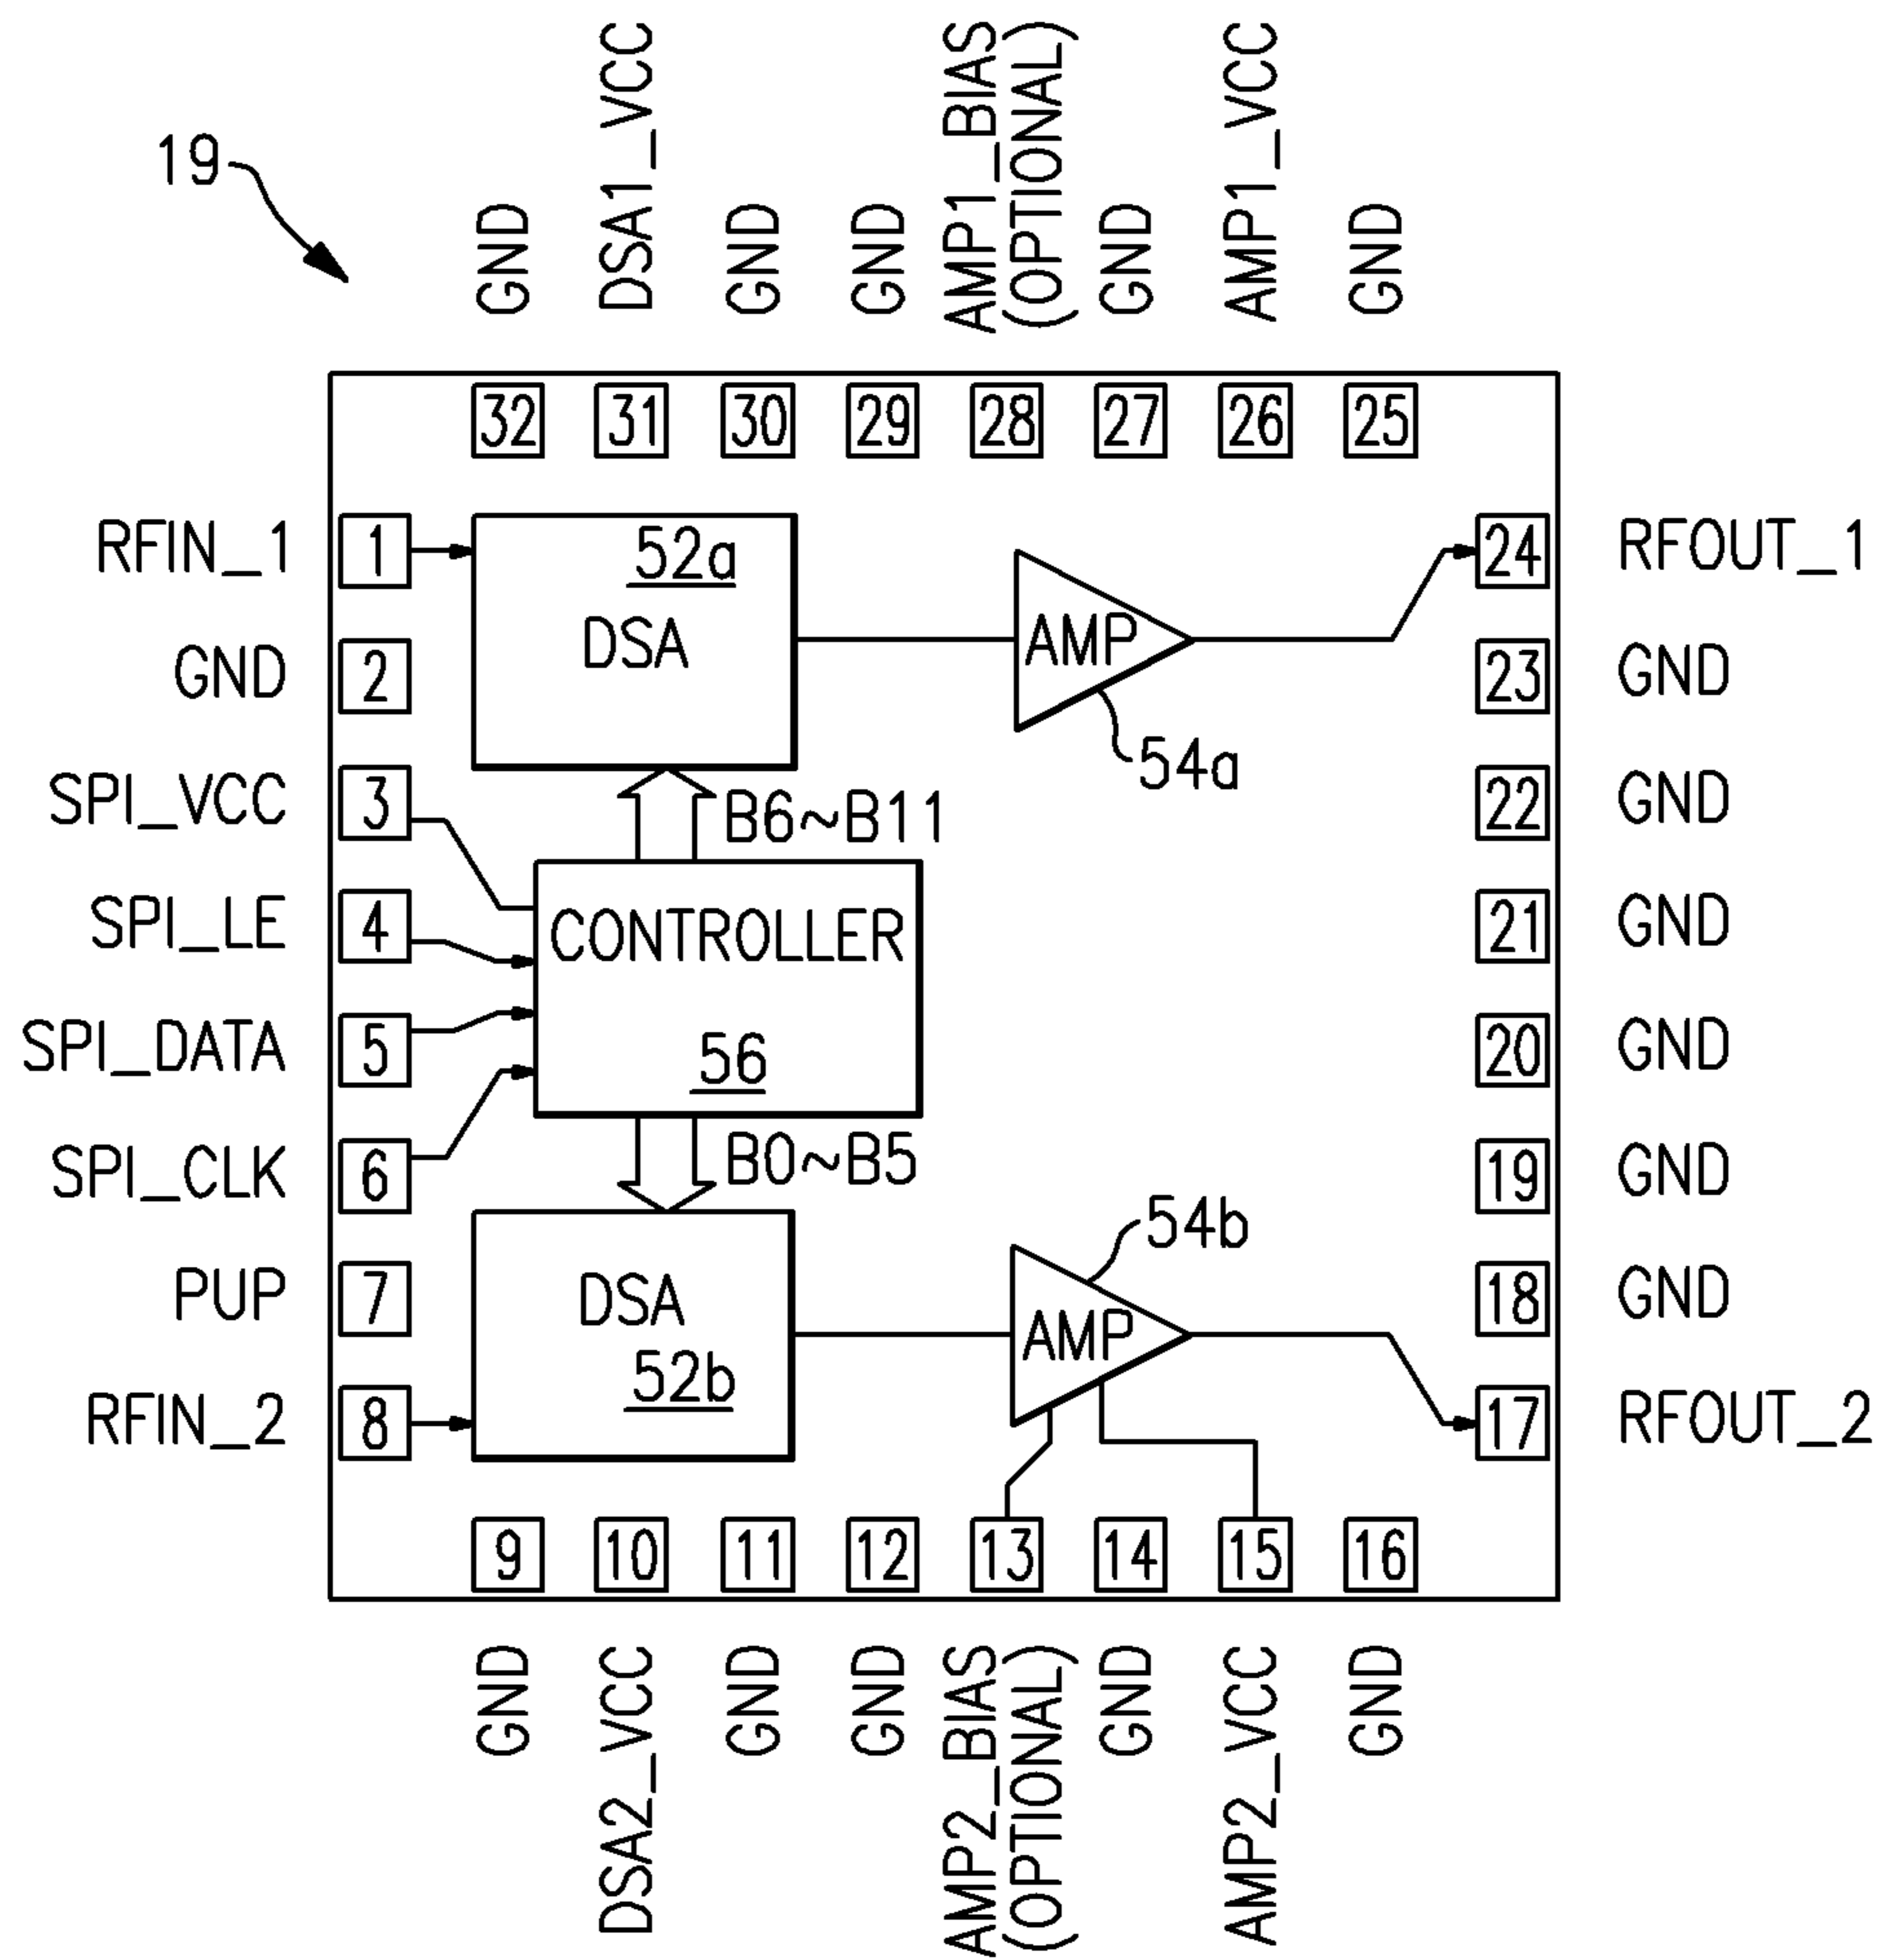 19
GND
DSA1_VCC
GND
GND
AMP1_BIAS
(OPTIONAL)
GND
AMP1_VCC
GND
32
31
30
29
28
27
26
25
RFIN_1
1
52a
DSA
AMP
54a
24
RFOUT_1
GND
2
23
GND
SPI_VCC
3
B6~B11
22
GND
SPI_LE
4
CONTROLLER
56
21
GND
SPI_DATA
5
20
GND
SPI_CLK
6
B0~B5
19
GND
PUP
7
DSA
52b
AMP
54b
18
GND
RFIN_2
8
17
RFOUT_2
9
10
11
12
13
14
15
16
GND
DSA2_VCC
GND
GND
AMP2_BIAS
(OPTIONAL)
GND
AMP2_VCC
GND